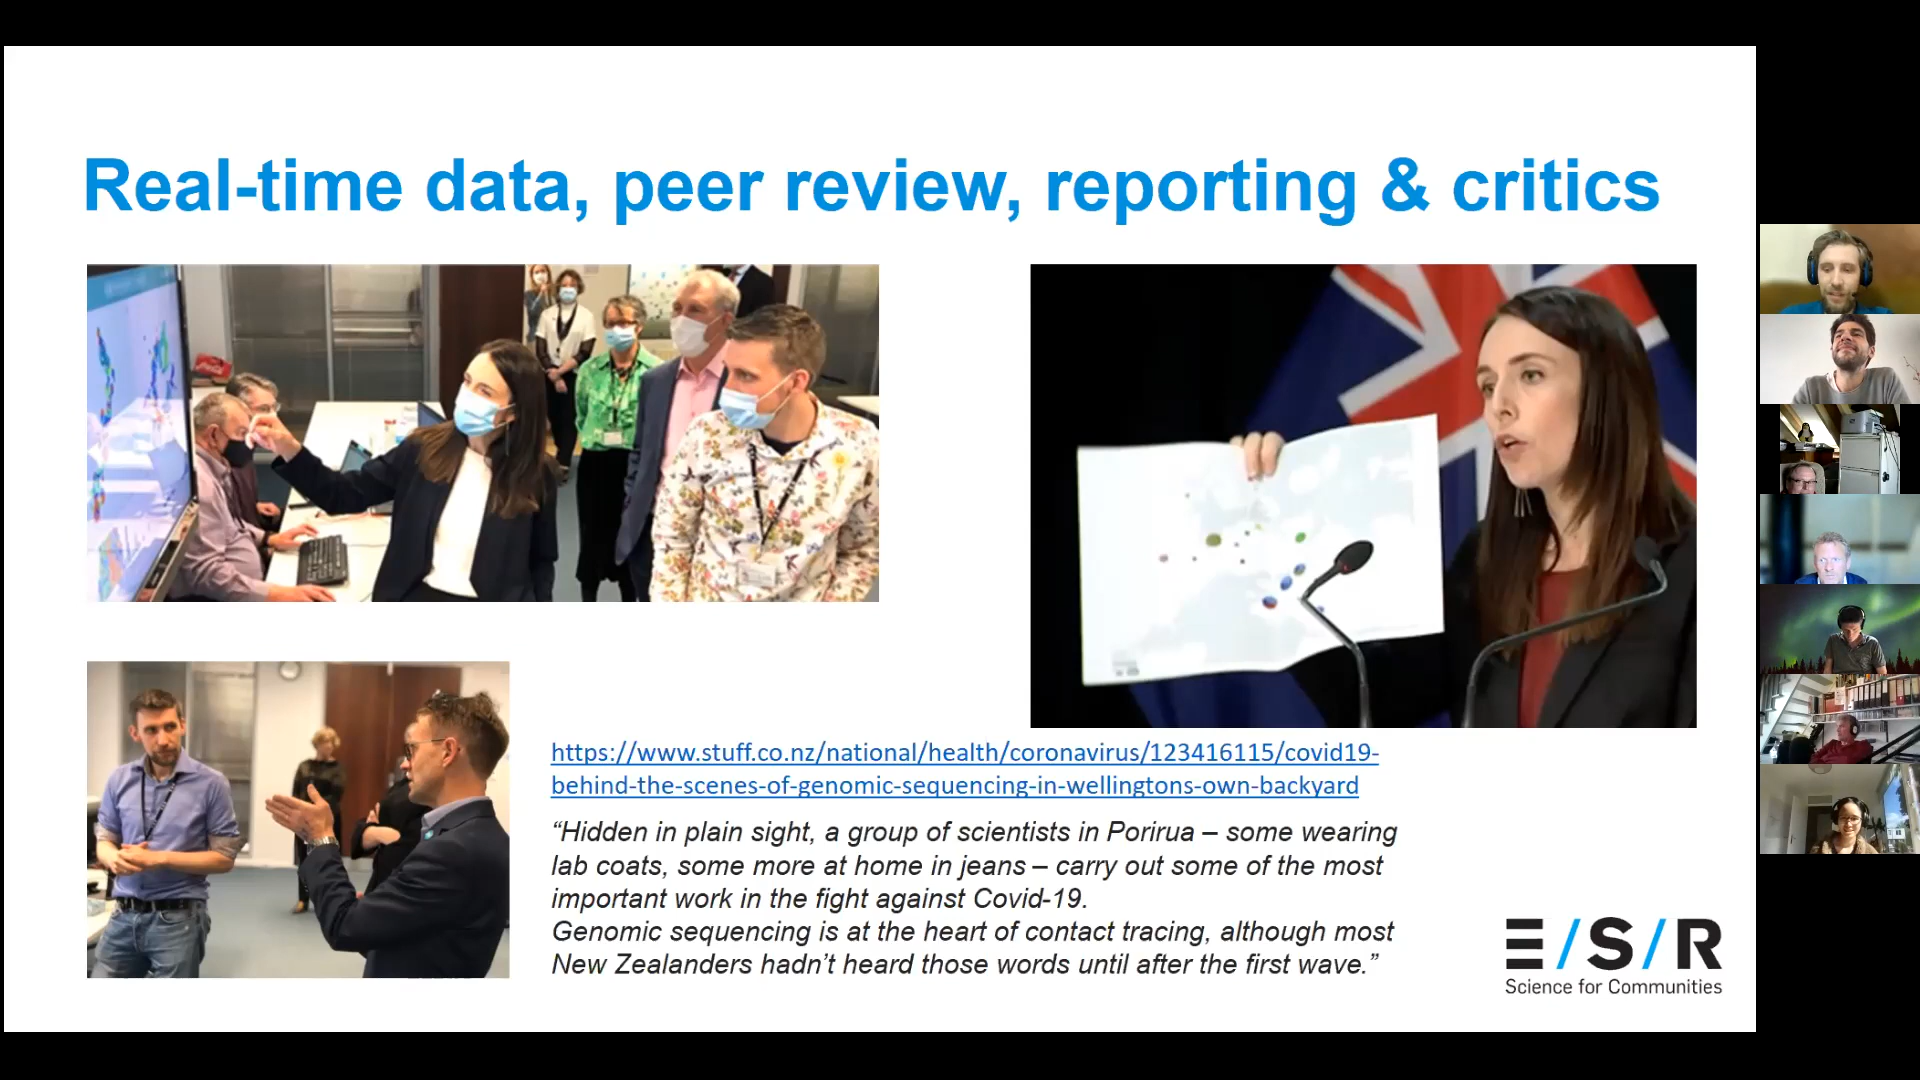 Real-time data, peer review, reporting & critics
https://www.stuff.co.nz/national/health/coronavirus/123416115/covid19-
behind-the-scenes-of-genomic-sequencing-in-wellingtons-own-backyard
“Hidden in plain sight, a group of scientists in Porirua – some wearing
lab coats, some more at home in jeans – carry out some of the most
important work in the fight against Covid-19.
Genomic sequencing is at the heart of contact tracing, although most
New Zealanders hadn’t heard those words until after the first wave.”
E/S/R
Science for Communities